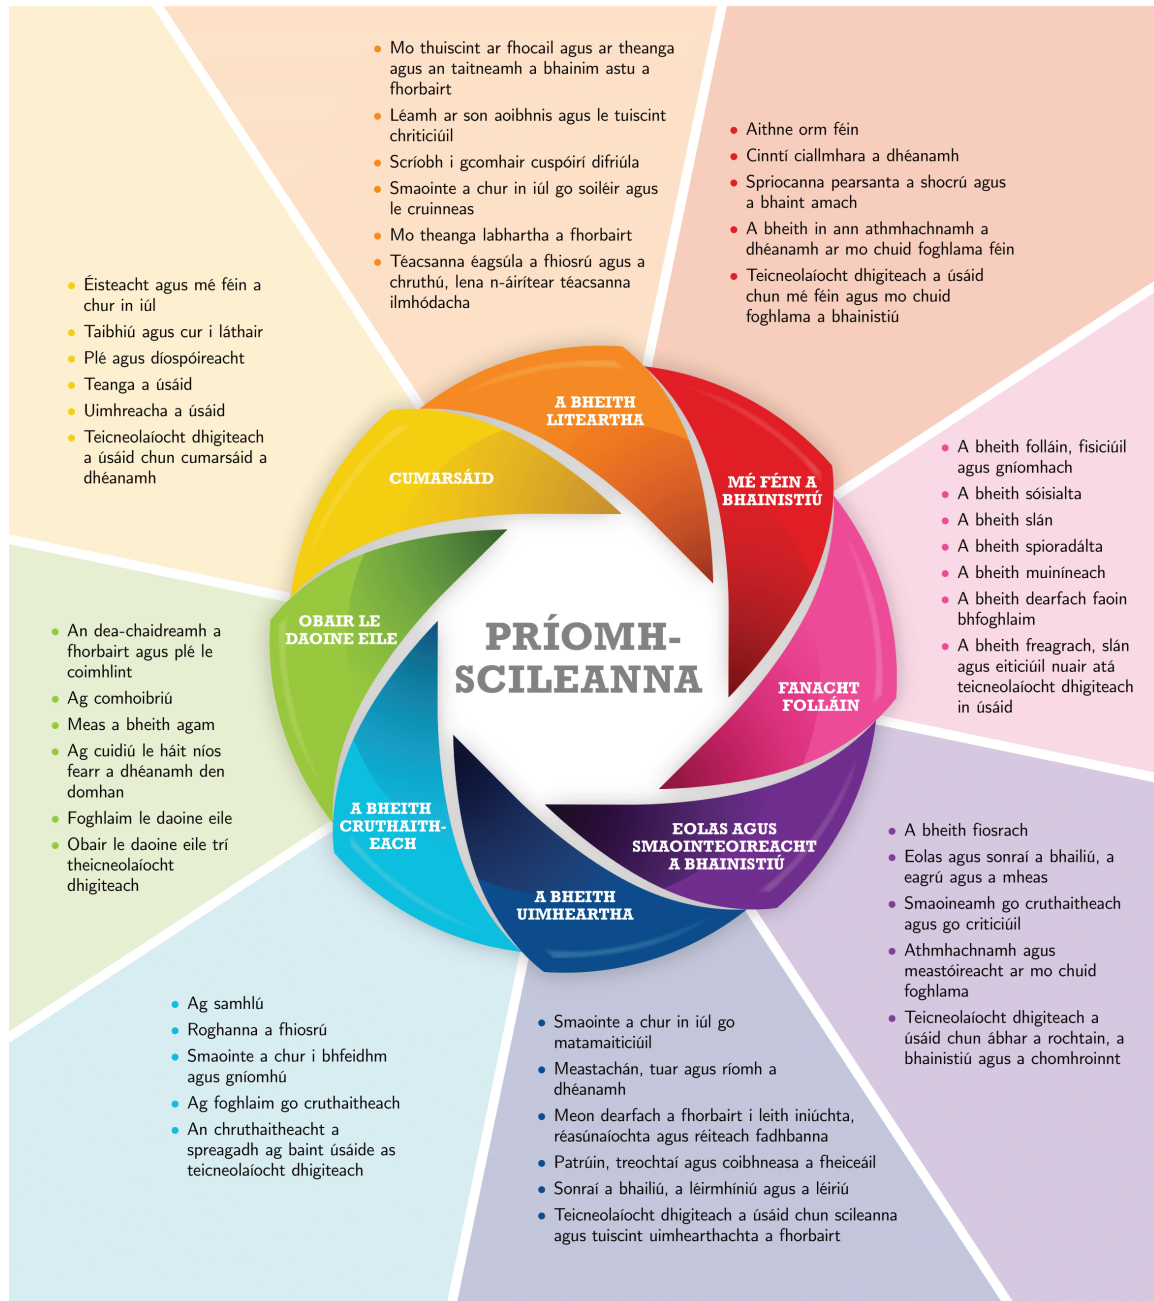 PRÍOMH-
SCILEANNA
A BHEITH
LITEARTHA
Mo thuiscint ar fhocail agus ar theanga
agus an taitneamh a bhainim astu a
fhorbairt
Léamh ar son aoibhnis agus le tuiscint
chriticiúil
Scríobh i gcomhair cuspóirí difriúla
Smaointe a chur in iúl go soiléir agus
le cruinneas
Mo theanga labhartha a fhorbairt
Téacsanna éagsúla a fhiosrú agus a
chruthú, lena n-áirítear téacsanna
ilmhódacha
MÉ FÉIN A
BHAINISTIÚ
Aithne orm féin
Cinntí ciallmhara a dhéanamh
Spriocanna pearsanta a shocrú agus
a bhaint amach
A bheith in ann athmhachnamh a
dhéanamh ar mo chuid foghlama féin
Teicneolaíocht dhigiteach a úsáid
chun mé féin agus mo chuid
foghlama a bhainistiú
FANACHT
FOLLÁIN
A bheith folláin, fisiciúil
agus gníomhach
A bheith sóisialta
A bheith slán
A bheith spioradálta
A bheith muiníneach
A bheith dearfach faoin
bhfoghlaim
A bheith freagrach, slán
agus eiticiúil nuair atá
teicneolaíocht dhigiteach
in úsáid
EOLAS AGUS
SMAOINTEOIREACHT
A BHAINISTIÚ
A bheith fiosrach
Eolas agus sonraí a bhailiú, a
eagrú agus a mheas
Smaoineamh go cruthaitheach
agus go criticiúil
Athmhachnamh agus
meastóireacht ar mo chuid
foghlama
Teicneolaíocht dhigiteach a
úsáid chun ábhar a rochtain, a
bhainistiú agus a chomhroinnt
A BHEITH
UIMHEARTHA
Smaointe a chur in iúl go
matamaiticiúil
Meastachán, tuar agus ríomh a
dhéanamh
Meon dearfach a fhorbairt i leith iniúchta,
réasúnaíochta agus réiteach fadhbanna
Patrúin, treochtaí agus coibhneasa a fheiceáil
Sonraí a bhailiú, a léirmhíniú agus a léiriú
Teicneolaíocht dhigiteach a úsáid chun scileanna
agus tuiscint uimhearthachta a fhorbairt
A BHEITH
CRUTHAITH-
EACH
Ag samhlú
Roghanna a fhiosrú
Smaointe a chur i bhfeidhm
agus gníomhú
Ag foghlaim go cruthaitheach
An chruthaitheacht a
spreagadh ag baint úsáide as
teicneolaíocht dhigiteach
OBAIR LE
DAOINE EILE
An dea-chaidreamh a
fhorbairt agus plé le
coimhlint
Ag comhoibriú
Meas a bheith agam
Ag cuidiú le háit níos
fearr a dhéanamh den
domhan
Foghlaim le daoine eile
Obair le daoine eile trí
theicneolaíocht
dhigiteach
CUMARSÁID
Éisteacht agus mé féin a
chur in iúl
Taibhiú agus cur i láthair
Plé agus díospóireacht
Teanga a úsáid
Uimhreacha a úsáid
Teicneolaíocht dhigiteach
a úsáid chun cumarsáid a
dhéanamh